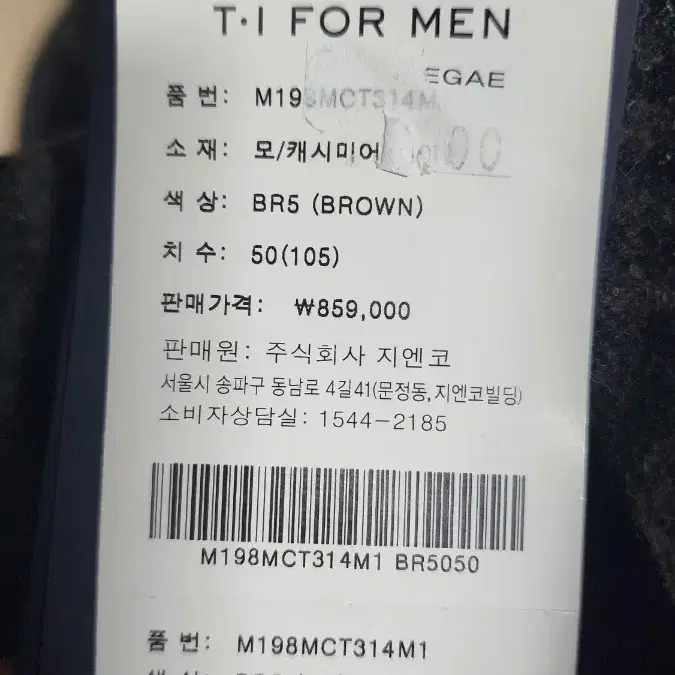 T·I FOR MEN
EGAE
품 번: M198MCT314M
소 재: 모/캐시미어 00
색 상: BR5 (BROWN)
치 수: 50(105)
판매가격: ₩859,000
판매원: 주식회사 지엔코
서울시 송파구 동남로 4길41(문정동,지엔코빌딩)
소비자상담실: 1544-2185
M198MCT314M1 BR5050
품 번: M198MCT314M1